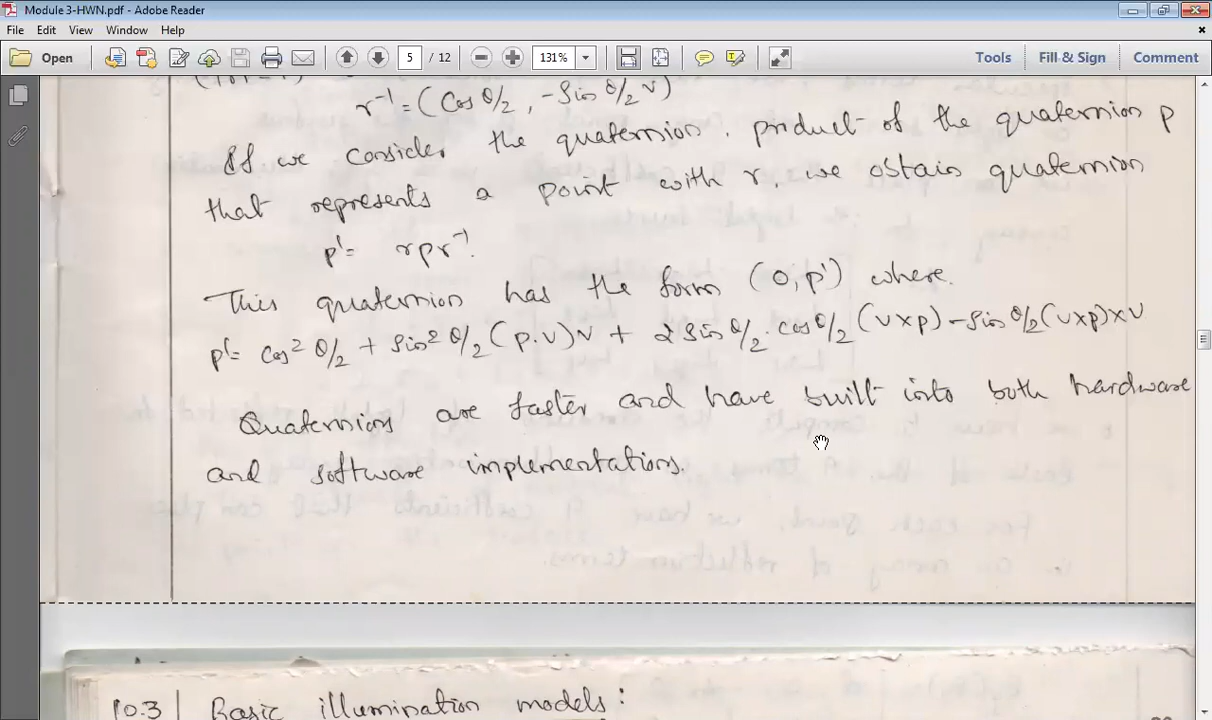 Module 3-HWN.pdf - Adobe Reader
File Edit View Window Help
Open 5 / 12 131% Tools Fill & Sign Comment
r⁻¹ = (Cos θ/2, -Sin θ/2 v)
If we consider the quaternion. product of the quaternion p
that represents a point with r, we obtain quaternion
p' = rpr⁻¹.
This quaternion has the form (0, p') where.
p' = Cos² θ/2 + Sin² θ/2 (p.v)v + 2 Sin θ/2. cos θ/2 (v×p) - Sin θ/2 (v×p)×v
Quaternions are faster and have built into both hardware
and software implementations.
10.3 Basic illumination models: